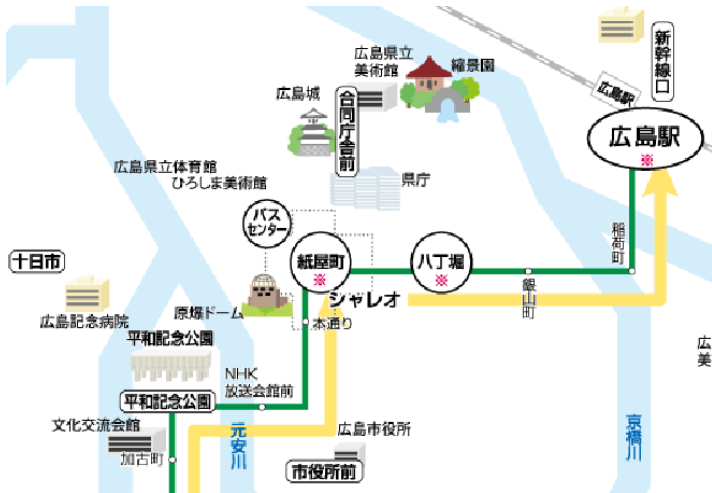 新幹線口
広島駅
広島駅
※
広島県立
美術館
縮景園
広島城
合同庁舎前
広島県立体育館
ひろしま美術館
県庁
バス
センター
稲荷町
十日市
紙屋町
※
八丁堀
※
シャレオ
銀山町
原爆ドーム
本通り
広島記念病院
平和記念公園
広
美
NHK
放送会館前
平和記念公園
文化交流会館
加古町
元安川
広島市役所
市役所前
京橋川